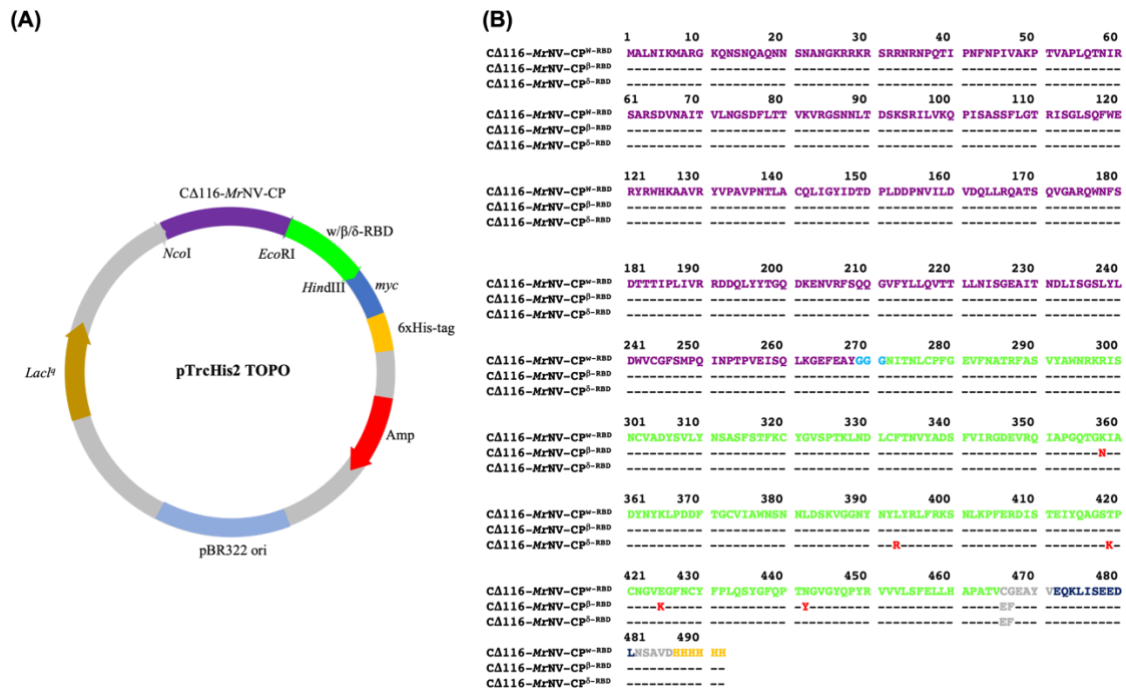 (A)
CΔ116-MrNV-CP
w/β/δ-RBD
NcoI
EcoRI
HindIII
myc
6xHis-tag
LacIq
pTrcHis2 TOPO
Amp
pBR322 ori
(B)
1 10 20 30 40 50 60
CΔ116-MrNV-CPW-RBD MALNIKMARG KQNSNQAQNN SNANGKRRKR SRRNRNPQTI PNFNPIVAKP TVAPLQTNIR
CΔ116-MrNV-CPβ-RBD ---------- ---------- ---------- ---------- ---------- ----------
CΔ116-MrNV-CPδ-RBD ---------- ---------- ---------- ---------- ---------- ----------
61 70 80 90 100 110 120
CΔ116-MrNV-CPW-RBD SARSDVNAIT VLNGSDFLTT VKVRGSNNLT DSKSRILVKQ PISASSFLGT RISGLSQFWE
CΔ116-MrNV-CPβ-RBD ---------- ---------- ---------- ---------- ---------- ----------
CΔ116-MrNV-CPδ-RBD ---------- ---------- ---------- ---------- ---------- ----------
121 130 140 150 160 170 180
CΔ116-MrNV-CPW-RBD RYRWHKAAVR YVPAVPNTLA CQLIGYIDTD PLDDPNVILD VDQLLRQATS QVGARQWNFS
CΔ116-MrNV-CPβ-RBD ---------- ---------- ---------- ---------- ---------- ----------
CΔ116-MrNV-CPδ-RBD ---------- ---------- ---------- ---------- ---------- ----------
181 190 200 210 220 230 240
CΔ116-MrNV-CPw-RBD DTTTIPLIVR RDDQLYYTGQ DKENVRFSQQ GVFYLLQVTT LLNISGEAIT NDLISGSLYL
CΔ116-MrNV-CPβ-RBD ---------- ---------- ---------- ---------- ---------- ----------
CΔ116-MrNV-CPδ-RBD ---------- ---------- ---------- ---------- ---------- ----------
241 250 260 270 280 290 300
CΔ116-MrNV-CPw-RBD DWVCGFSMPQ INPTPVEISQ LKGEFEAYGG GNITNLCPFG EVFNATRFAS VYAWNRKRIS
CΔ116-MrNV-CPβ-RBD ---------- ---------- ---------- ---------- ---------- ----------
CΔ116-MrNV-CPδ-RBD ---------- ---------- ---------- ---------- ---------- ----------
301 310 320 330 340 350 360
CΔ116-MrNV-CPw-RBD NCVADYSVLY NSASFSTFKC YGVSPTKLND LCFTNVYADS FVIRGDEVRQ IAPGQTGKIA
CΔ116-MrNV-CPβ-RBD ---------- ---------- ---------- ---------- ---------- -------N--
CΔ116-MrNV-CPδ-RBD ---------- ---------- ---------- ---------- ---------- ----------
361 370 380 390 400 410 420
CΔ116-MrNV-CPw-RBD DYNYKLPDDF TGCVIAWNSN NLDSKVGGNY NYLYRLFRKS NLKPFERDIS TEIYQAGSTP
CΔ116-MrNV-CPβ-RBD ---------- ---------- ---------- ---------- ---------- ----------
CΔ116-MrNV-CPδ-RBD ---------- ---------- ---------- --R------- ---------- --------K-
421 430 440 450 460 470 480
CΔ116-MrNV-CPw-RBD CNGVEGFNCY FPLQSYGFQP TNGVGYQPYR VVVLSFELLH APATVCGEAY VEQKLISEED
CΔ116-MrNV-CPβ-RBD ----K----- ---------- -Y-------- ---------- -----EF--- ----------
CΔ116-MrNV-CPδ-RBD ---------- ---------- ---------- ---------- -----EF--- ----------
481 490
CΔ116-MrNV-CPw-RBD LNSAVDHHHH HH
CΔ116-MrNV-CPβ-RBD ---------- --
CΔ116-MrNV-CPδ-RBD ---------- --